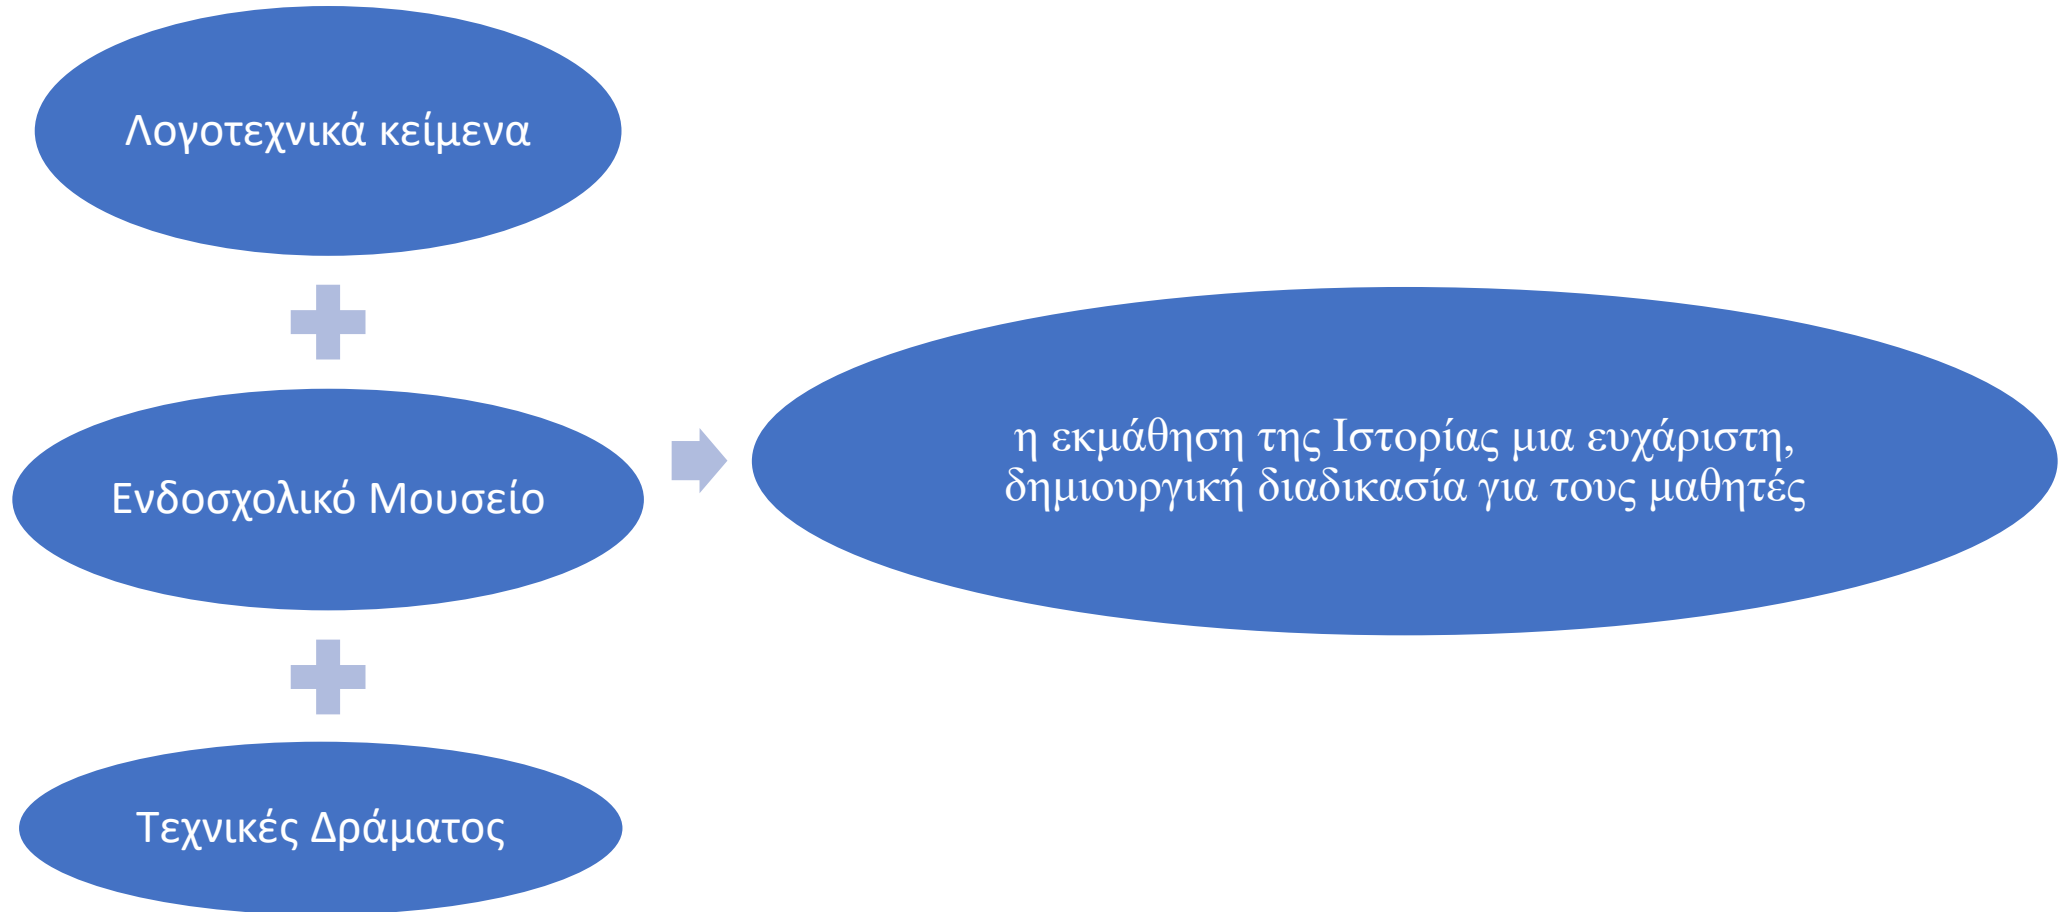 Λογοτεχνικά κείμενα
Ενδοσχολικό Μουσείο
Τεχνικές Δράματος
η εκμάθηση της Ιστορίας μια ευχάριστη,
δημιουργική διαδικασία για τους μαθητές